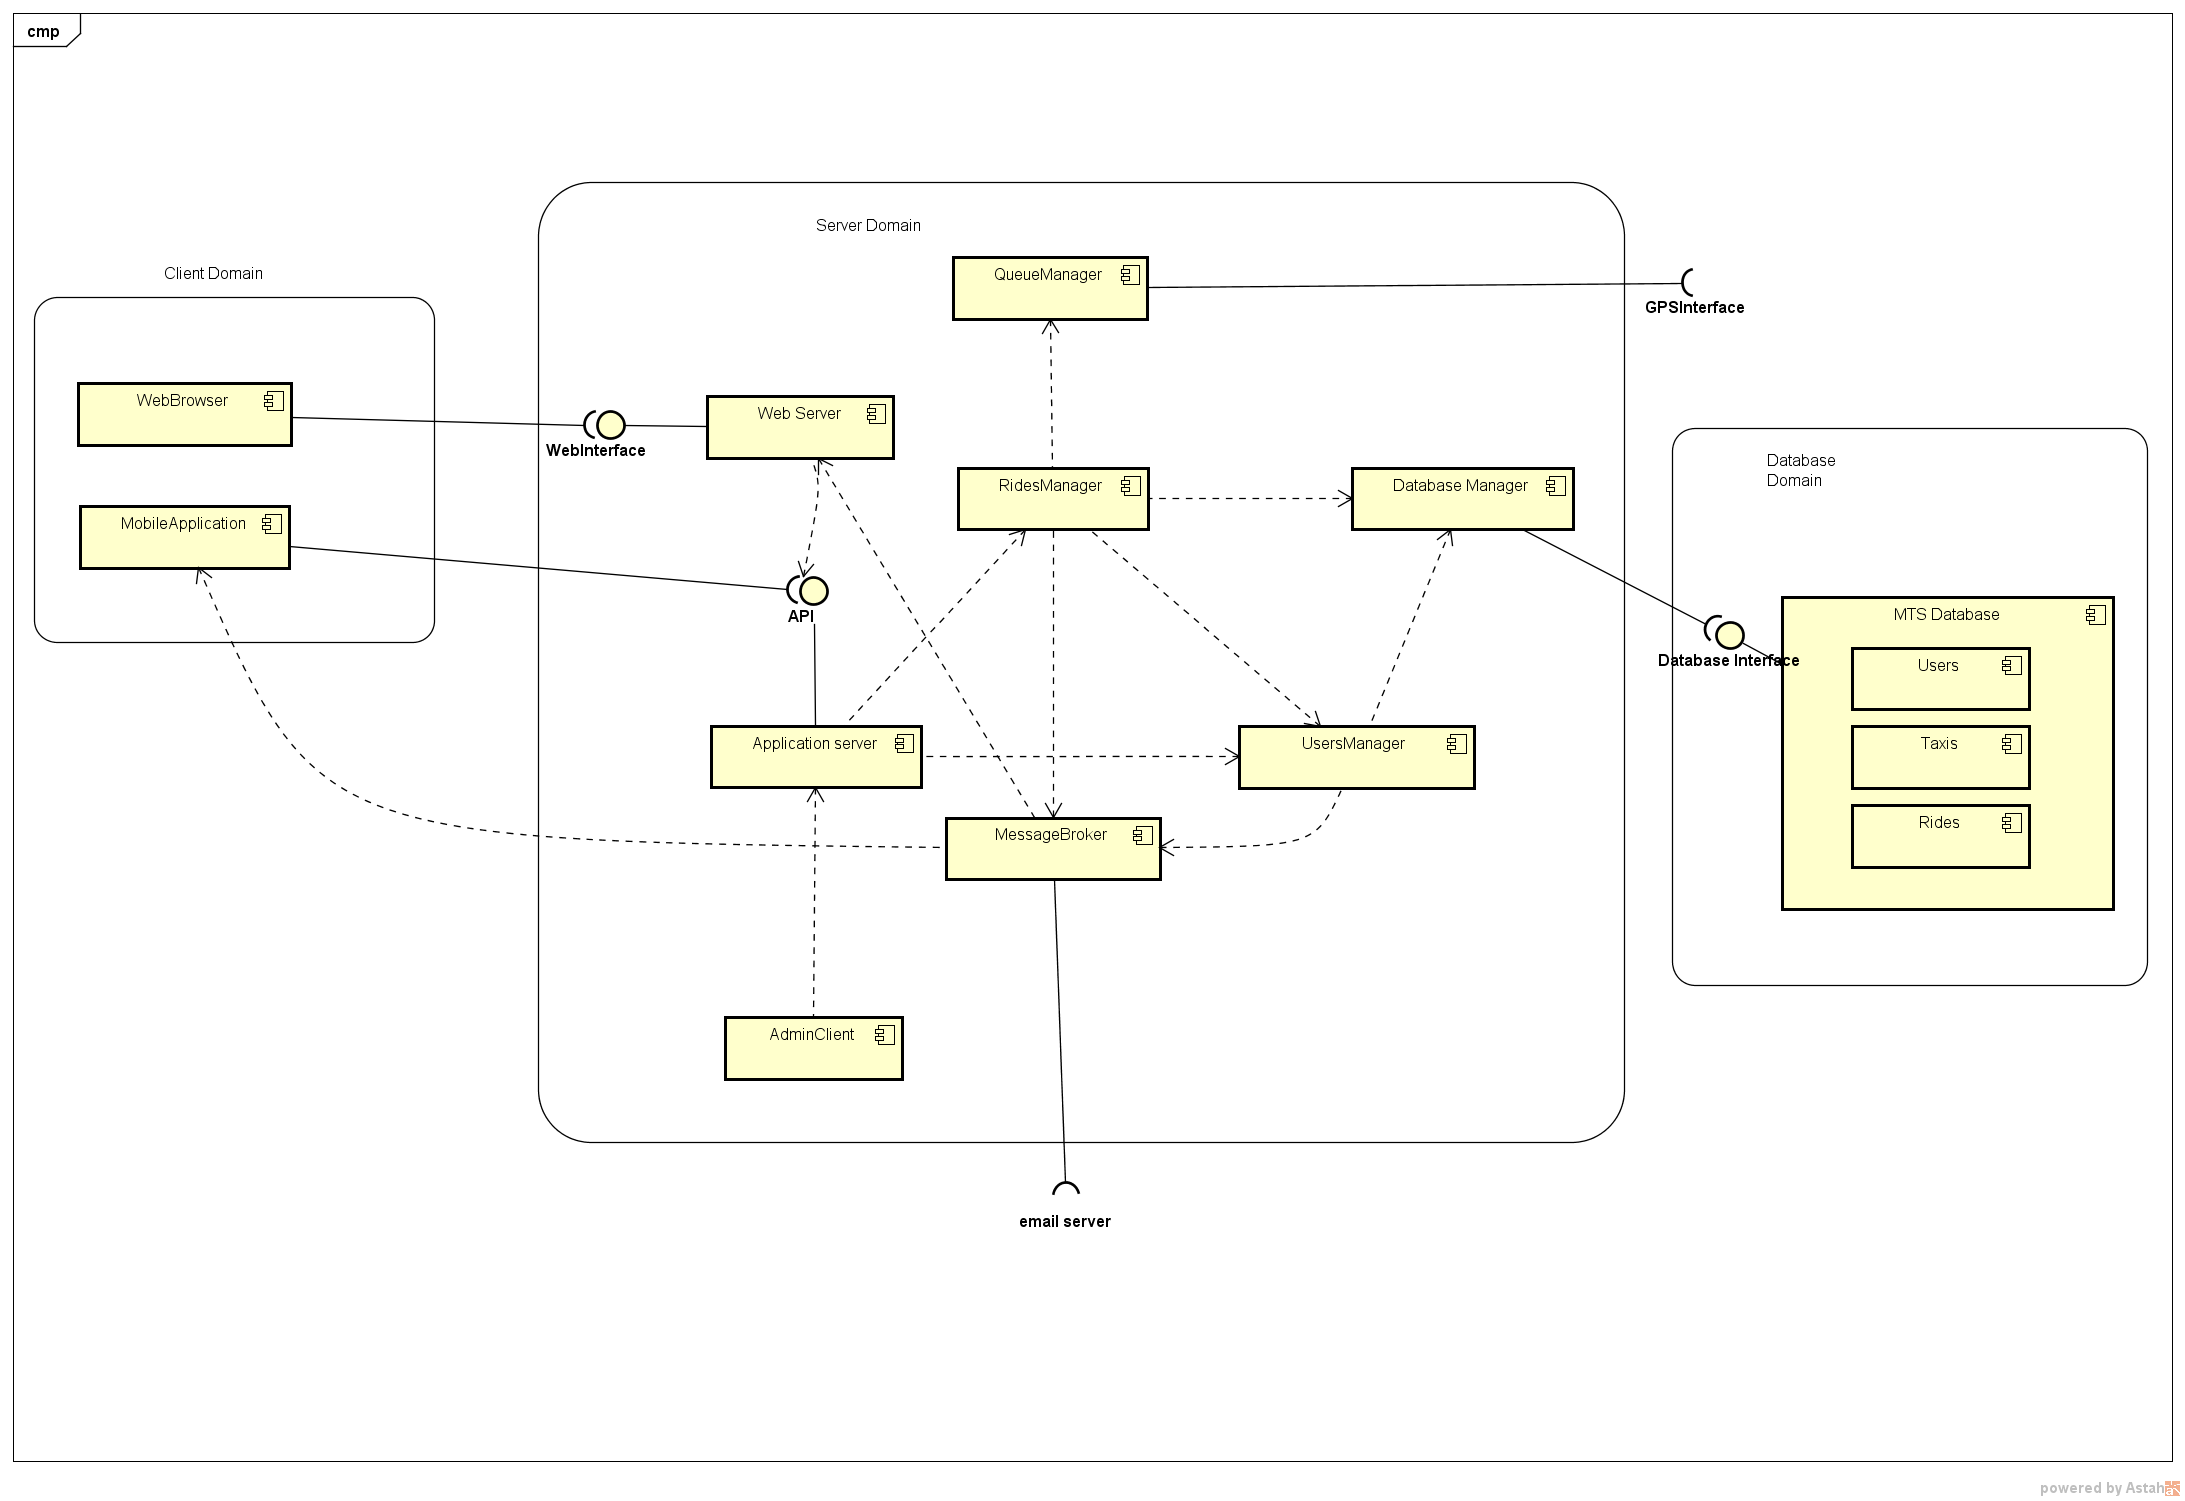 cmp
Server Domain
Client Domain
QueueManager
GPSInterface
WebBrowser
Web Server
WebInterface
Database
Domain
RidesManager
Database Manager
MobileApplication
API
MTS Database
Database Interface
Users
Application server
UsersManager
Taxis
Rides
MessageBroker
AdminClient
email server
powered by Astah